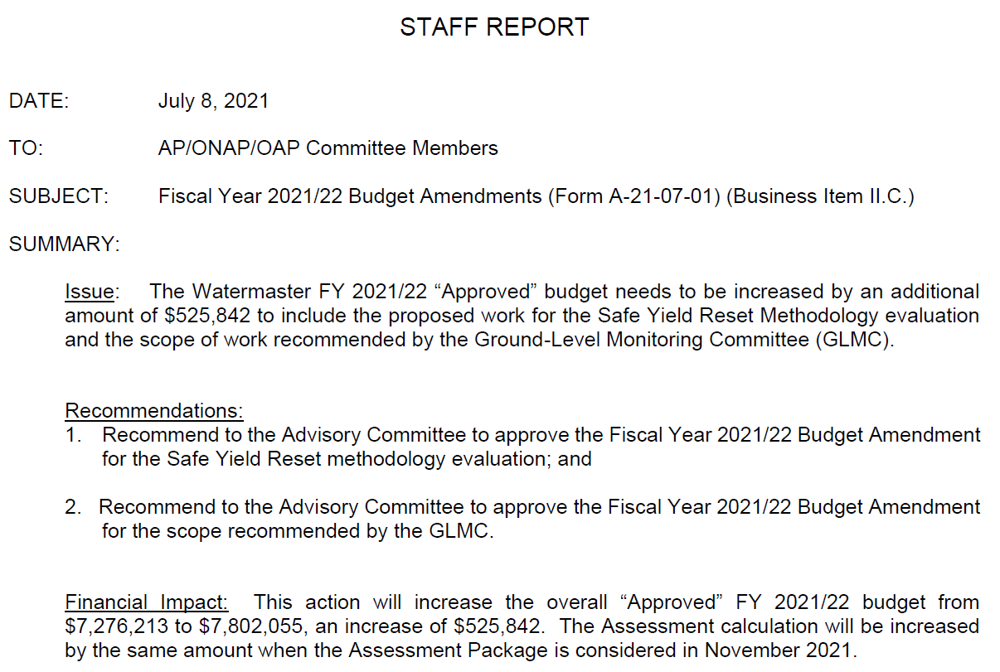 STAFF REPORT
DATE: July 8, 2021
TO: AP/ONAP/OAP Committee Members
SUBJECT: Fiscal Year 2021/22 Budget Amendments (Form A-21-07-01) (Business Item II.C.)
SUMMARY:
Issue: The Watermaster FY 2021/22 “Approved” budget needs to be increased by an additional
amount of $525,842 to include the proposed work for the Safe Yield Reset Methodology evaluation
and the scope of work recommended by the Ground-Level Monitoring Committee (GLMC).
Recommendations:
1. Recommend to the Advisory Committee to approve the Fiscal Year 2021/22 Budget Amendment
for the Safe Yield Reset methodology evaluation; and
2. Recommend to the Advisory Committee to approve the Fiscal Year 2021/22 Budget Amendment
for the scope recommended by the GLMC.
Financial Impact: This action will increase the overall “Approved” FY 2021/22 budget from
$7,276,213 to $7,802,055, an increase of $525,842. The Assessment calculation will be increased
by the same amount when the Assessment Package is considered in November 2021.